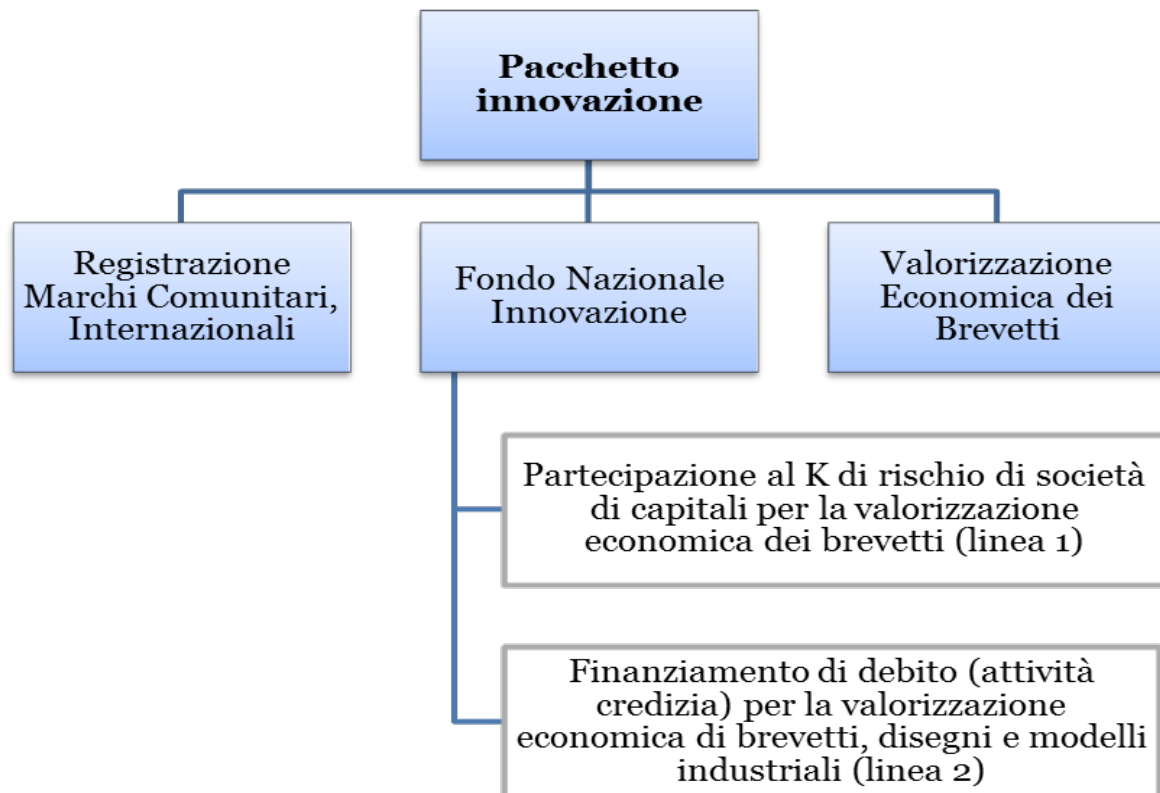 Pacchetto
innovazione
Registrazione
Marchi Comunitari,
Internazionali
Fondo Nazionale
Innovazione
Valorizzazione
Economica dei
Brevetti
Partecipazione al K di rischio di società
di capitali per la valorizzazione
economica dei brevetti (linea 1)
Finanziamento di debito (attività
credizia) per la valorizzazione
economica di brevetti, disegni e modelli
industriali (linea 2)